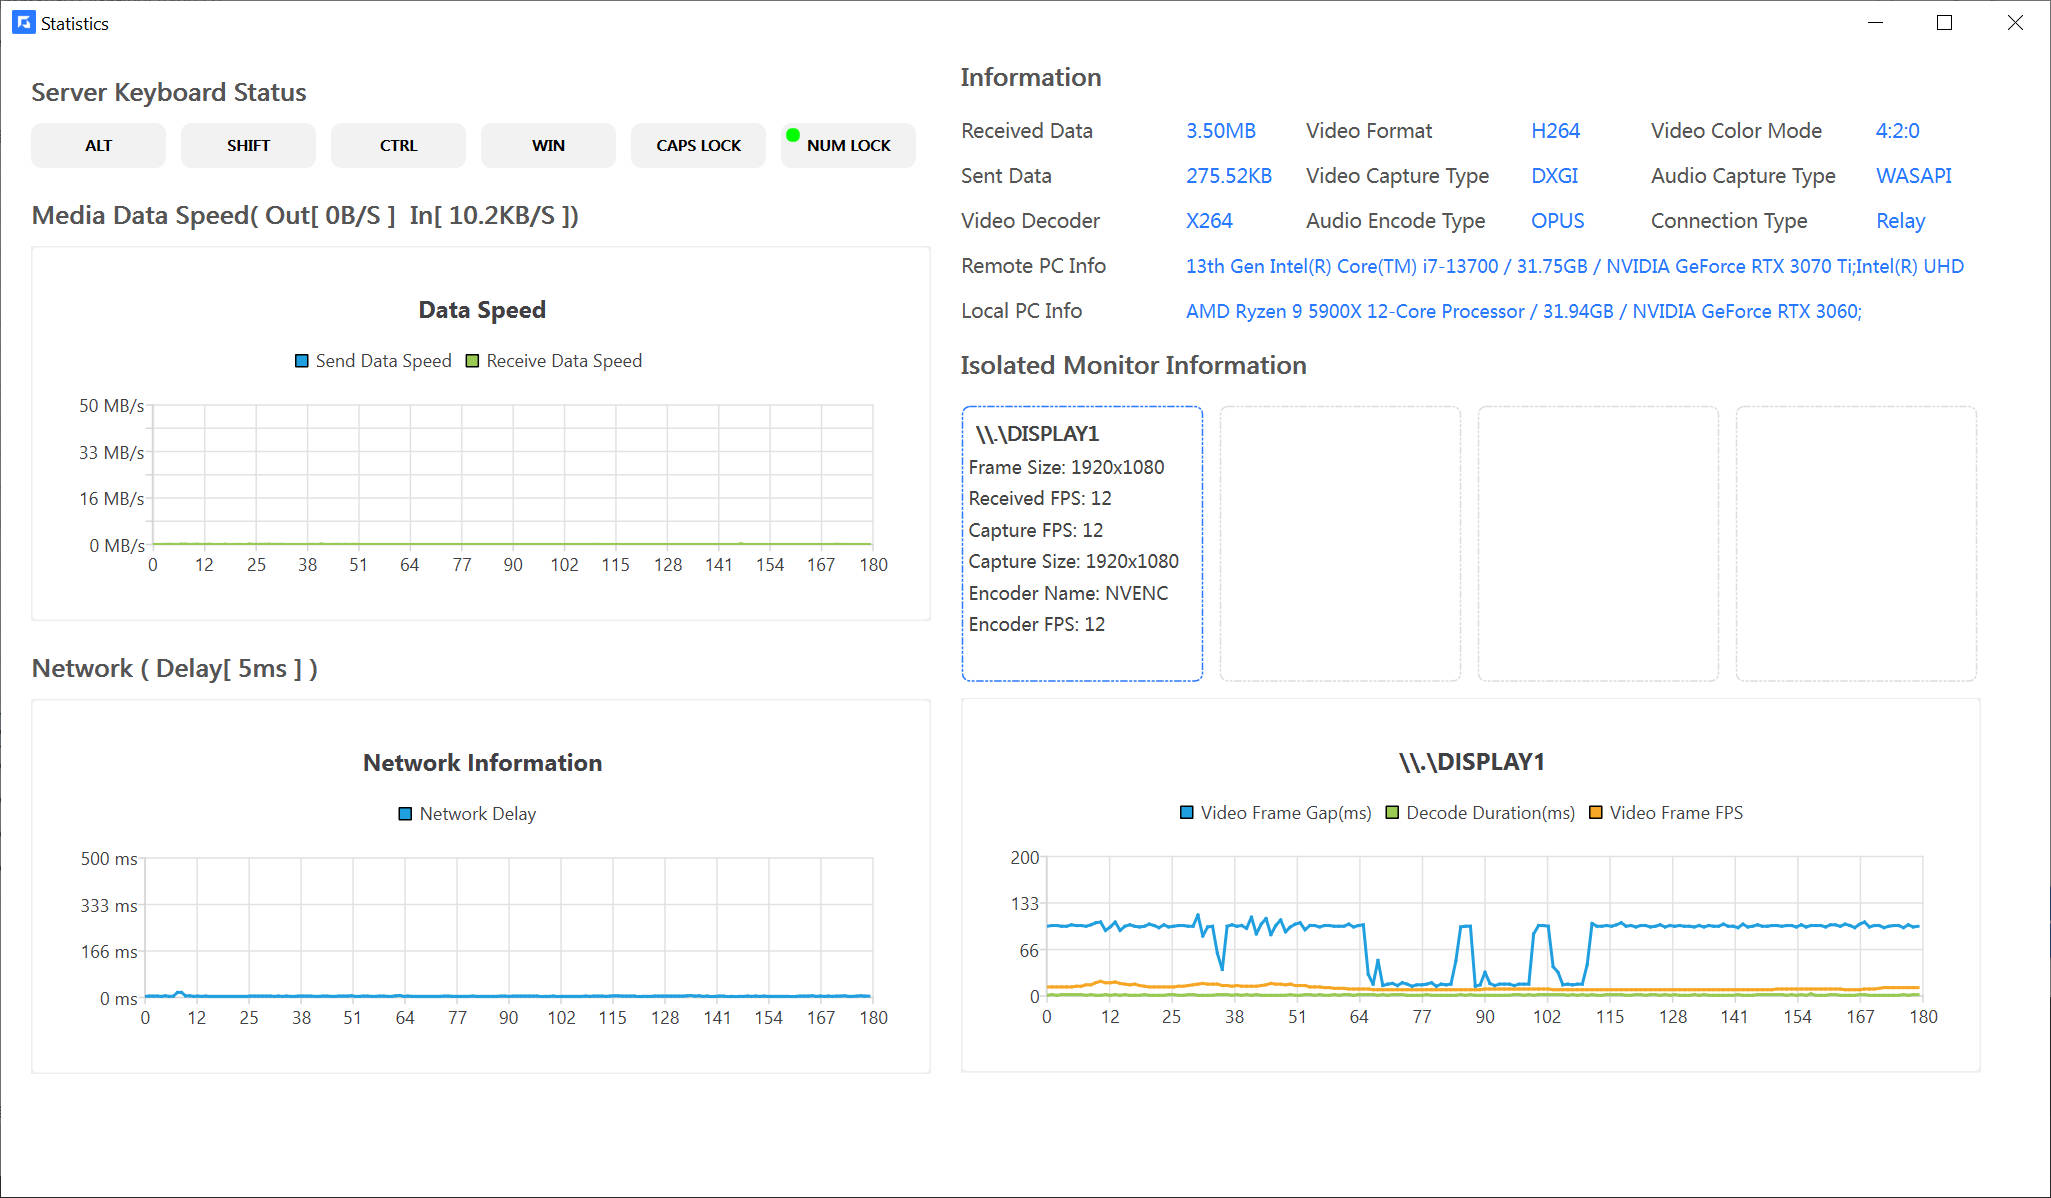 Statistics
Server Keyboard Status
ALT SHIFT CTRL WIN CAPS LOCK NUM LOCK
Media Data Speed( Out[ 0B/S ] In[ 10.2KB/S ])
Data Speed
Send Data Speed Receive Data Speed
50 MB/s
33 MB/s
16 MB/s
0 MB/s
0 12 25 38 51 64 77 90 102 115 128 141 154 167 180
Network ( Delay[ 5ms ] )
Network Information
Network Delay
500 ms
333 ms
166 ms
0 ms
0 12 25 38 51 64 77 90 102 115 128 141 154 167 180
Information
Received Data 3.50MB Video Format H264 Video Color Mode 4:2:0
Sent Data 275.52KB Video Capture Type DXGI Audio Capture Type WASAPI
Video Decoder X264 Audio Encode Type OPUS Connection Type Relay
Remote PC Info 13th Gen Intel(R) Core(TM) i7-13700 / 31.75GB / NVIDIA GeForce RTX 3070 Ti;Intel(R) UHD
Local PC Info AMD Ryzen 9 5900X 12-Core Processor / 31.94GB / NVIDIA GeForce RTX 3060;
Isolated Monitor Information
\\.\DISPLAY1
Frame Size: 1920x1080
Received FPS: 12
Capture FPS: 12
Capture Size: 1920x1080
Encoder Name: NVENC
Encoder FPS: 12
\\.\DISPLAY1
Video Frame Gap(ms) Decode Duration(ms) Video Frame FPS
200
133
66
0
0 12 25 38 51 64 77 90 102 115 128 141 154 167 180